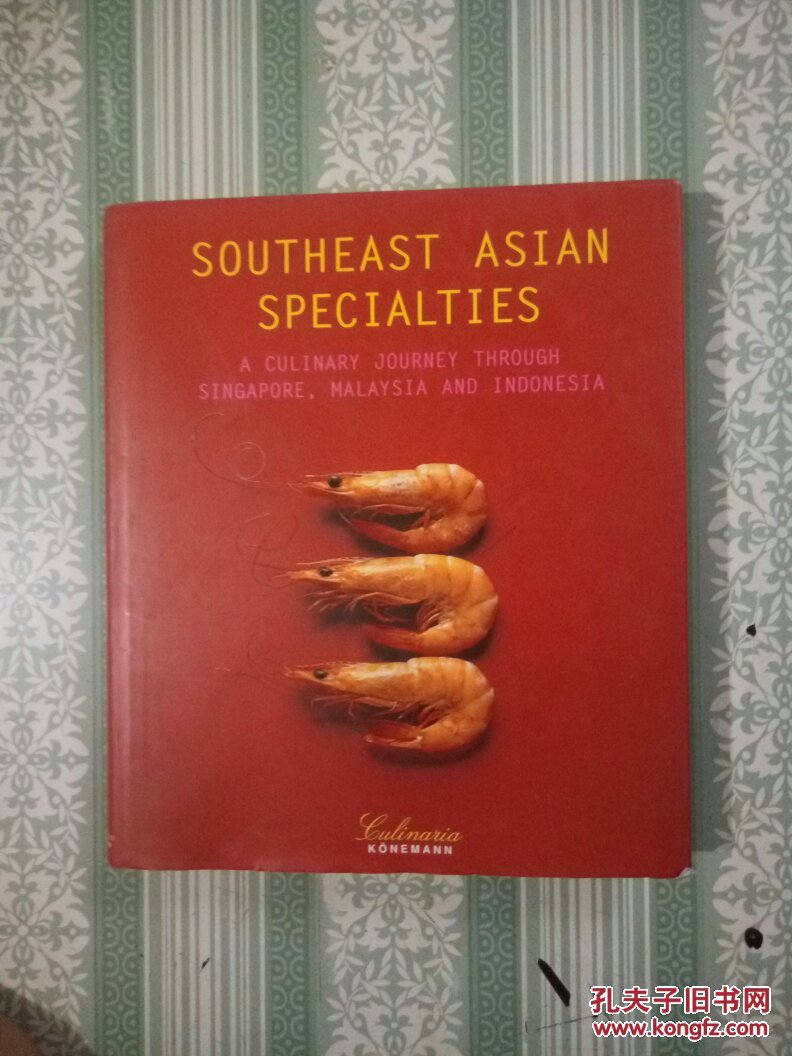 SOUTHEAST ASIAN
SPECIALTIES
A CULINARY JOURNEY THROUGH
SINGAPORE, MALAYSIA AND INDONESIA
Culinaria
KÖNEMANN
孔夫子旧书网
www.kongfz.com